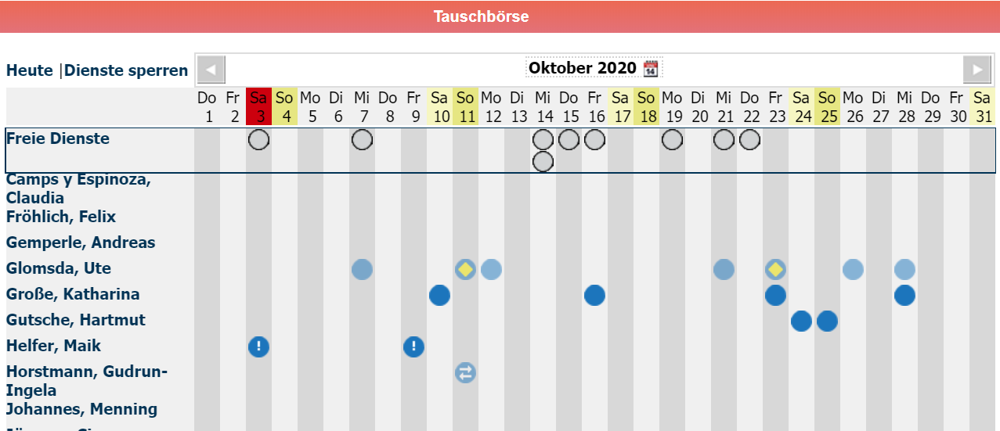 Tauschbörse
Heute |Dienste sperren
Oktober 2020 14
Do Fr Sa So Mo Di Mi Do Fr Sa So Mo Di Mi Do Fr Sa So Mo Di Mi Do Fr Sa So Mo Di Mi Do Fr Sa
1 2 3 4 5 6 7 8 9 10 11 12 13 14 15 16 17 18 19 20 21 22 23 24 25 26 27 28 29 30 31
Freie Dienste
Camps y Espinoza,
Claudia
Fröhlich, Felix
Gemperle, Andreas
Glomsda, Ute
Große, Katharina
Gutsche, Hartmut
Helfer, Maik ! !
Horstmann, Gudrun-
Ingela
Johannes, Menning